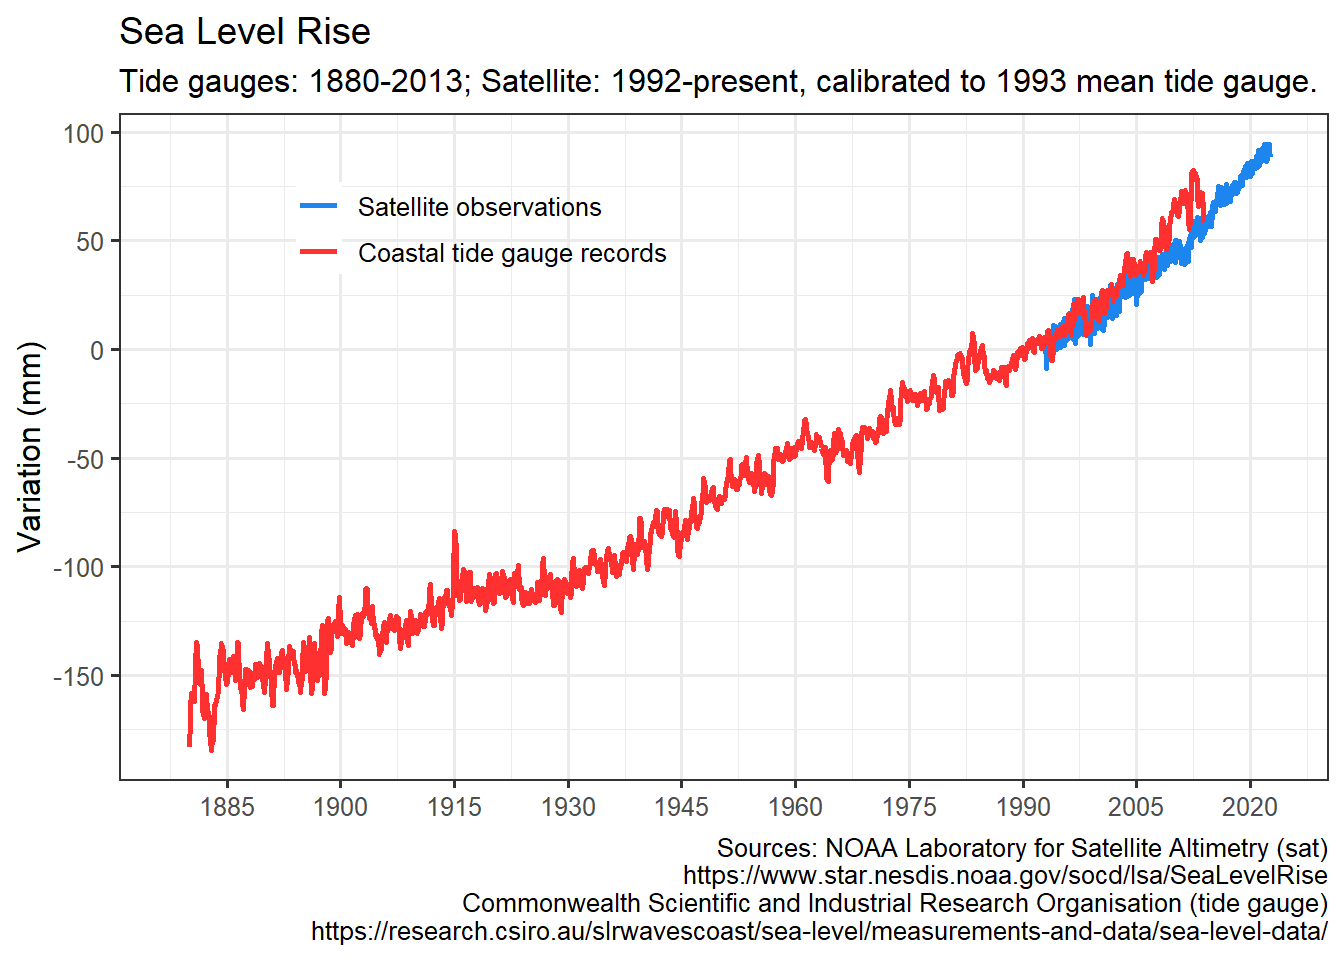 Sea Level Rise
Tide gauges: 1880-2013; Satellite: 1992-present, calibrated to 1993 mean tide gauge.
100
50
0
-50
-100
-150
Variation (mm)
Satellite observations
Coastal tide gauge records
1885 1900 1915 1930 1945 1960 1975 1990 2005 2020
Sources: NOAA Laboratory for Satellite Altimetry (sat)
https://www.star.nesdis.noaa.gov/socd/lsa/SeaLevelRise
Commonwealth Scientific and Industrial Research Organisation (tide gauge)
https://research.csiro.au/slrwavescoast/sea-level/measurements-and-data/sea-level-data/